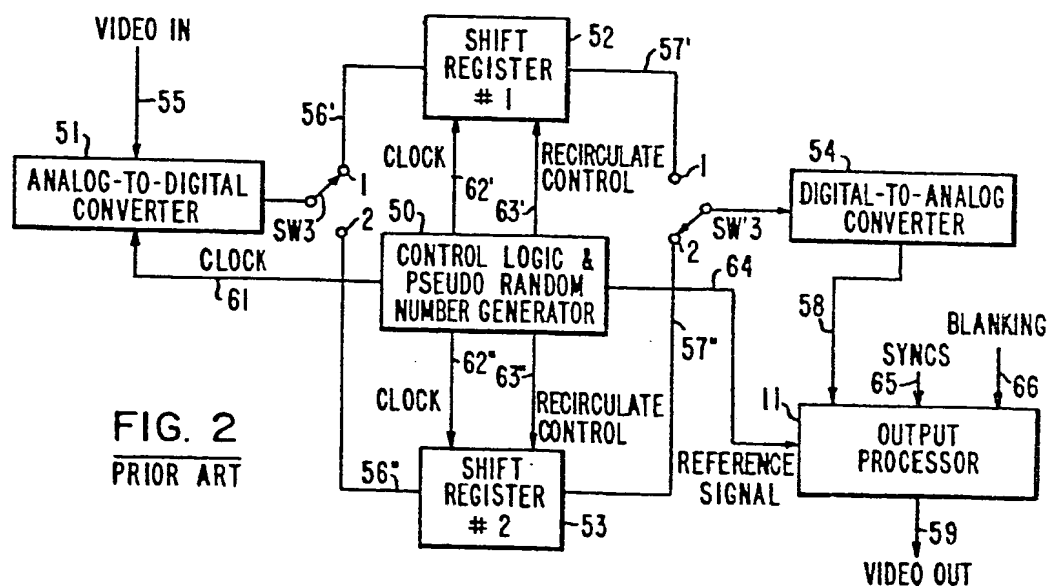 VIDEO IN
55
51
ANALOG-TO-DIGITAL
CONVERTER
56'
SW3
1
2
CLOCK
61
SHIFT
REGISTER
# 1
52
57'
CLOCK
62'
RECIRCULATE
CONTROL
63'
50
CONTROL LOGIC &
PSEUDO RANDOM
NUMBER GENERATOR
1
2
SW'3
54
DIGITAL-TO-ANALOG
CONVERTER
64
57"
58
62"
63"
CLOCK
RECIRCULATE
CONTROL
56"
SHIFT
REGISTER
# 2
53
BLANKING
SYNCS
65
66
11
OUTPUT
PROCESSOR
REFERENCE
SIGNAL
59
VIDEO OUT
FIG. 2
PRIOR ART